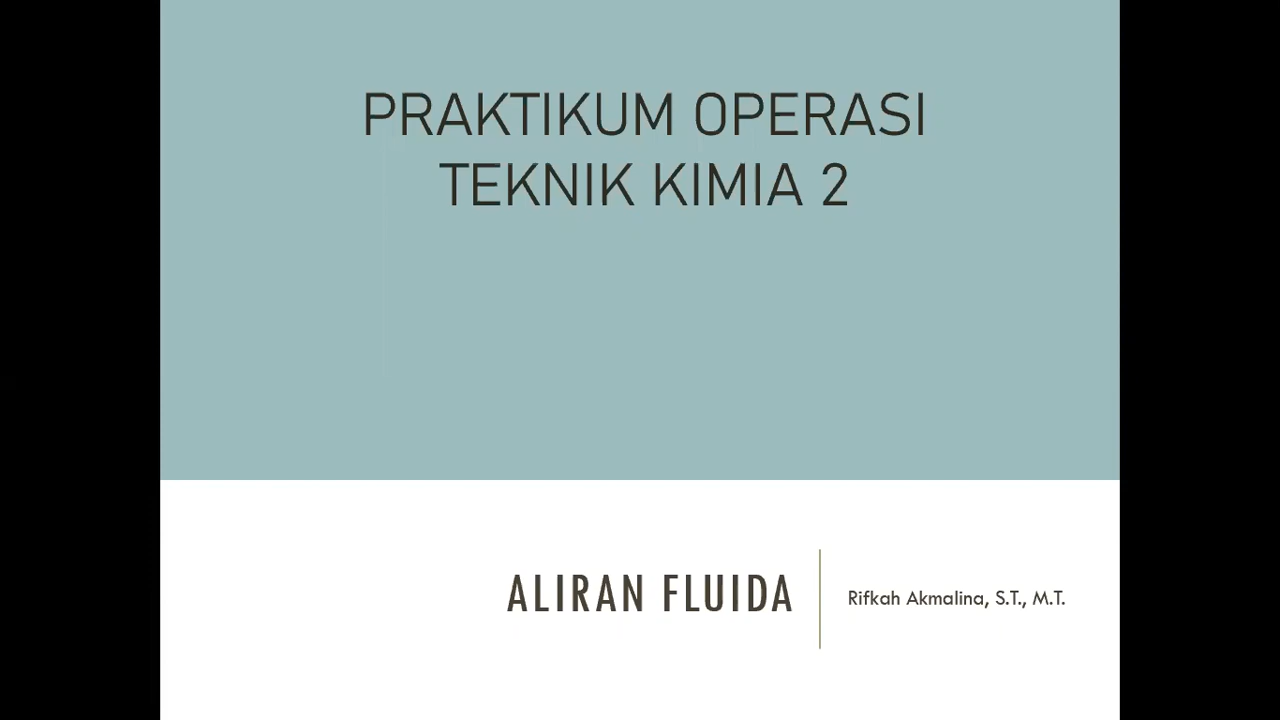 PRAKTIKUM OPERASI
TEKNIK KIMIA 2
ALIRAN FLUIDA
Rifkah Akmalina, S.T., M.T.